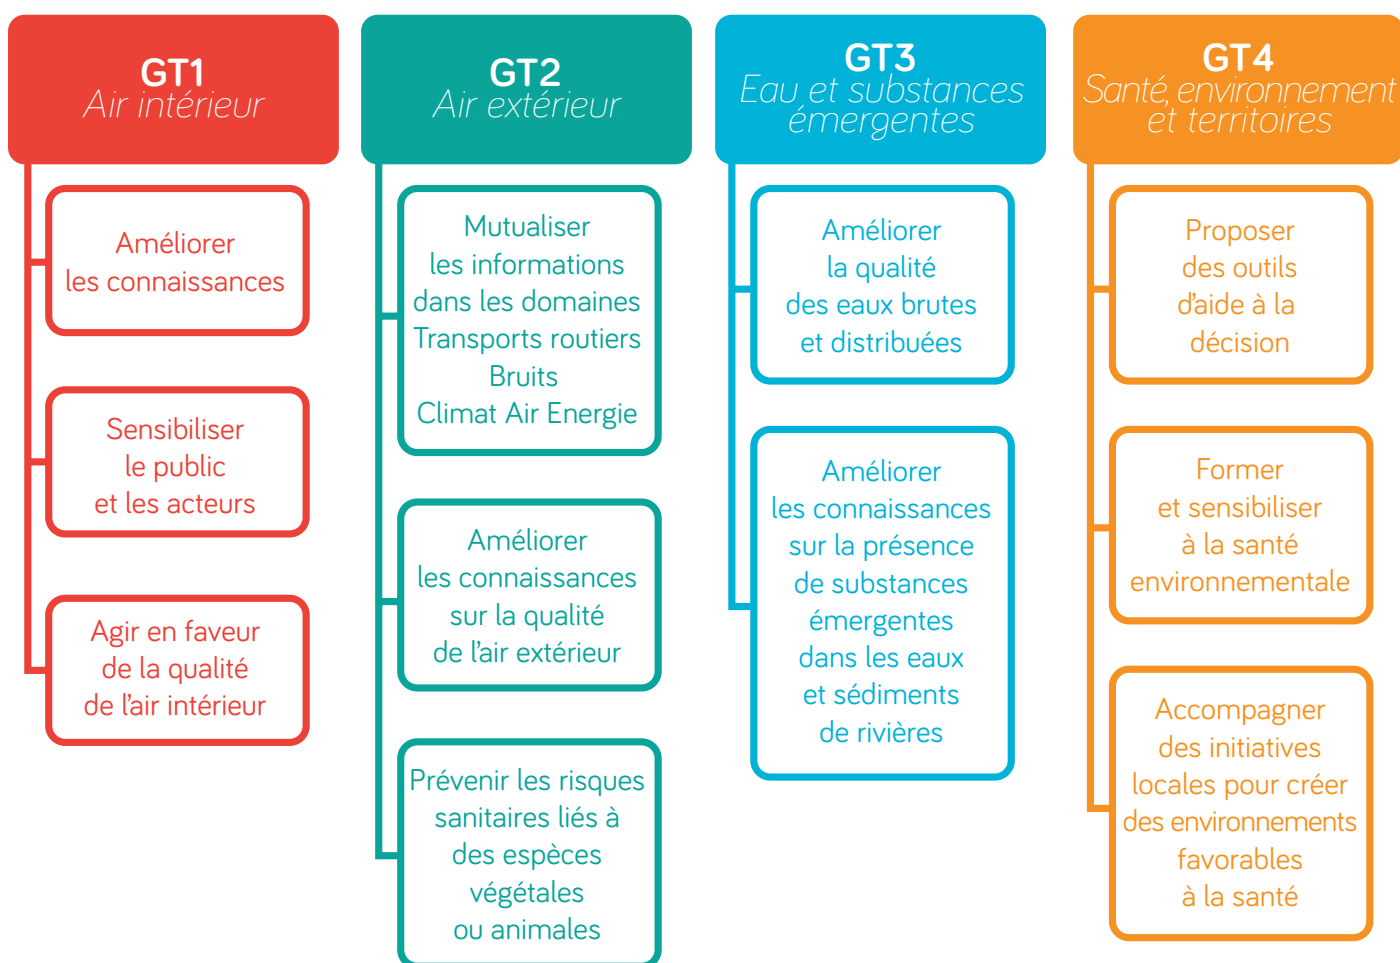 GT1
Air intérieur
Améliorer
les connaissances
Sensibiliser
le public
et les acteurs
Agir en faveur
de la qualité
de l'air intérieur
GT2
Air extérieur
Mutualiser
les informations
dans les domaines
Transports routiers
Bruits
Climat Air Energie
Améliorer
les connaissances
sur la qualité
de l'air extérieur
Prévenir les risques
sanitaires liés à
des espèces
végétales
ou animales
GT3
Eau et substances
émergentes
Améliorer
la qualité
des eaux brutes
et distribuées
Améliorer
les connaissances
sur la présence
de substances
émergentes
dans les eaux
et sédiments
de rivières
GT4
Santé, environnement
et territoires
Proposer
des outils
d'aide à la
décision
Former
et sensibiliser
à la santé
environnementale
Accompagner
des initiatives
locales pour créer
des environnements
favorables
à la santé